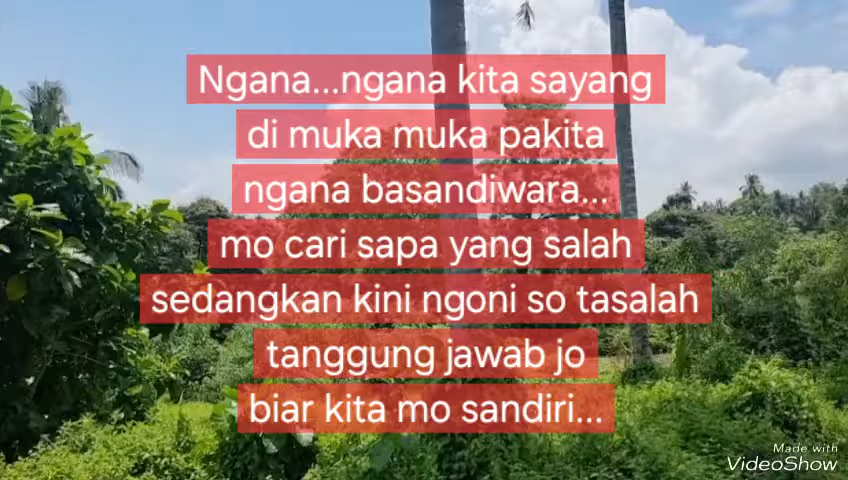 Ngana...ngana kita sayang
di muka muka pakita
ngana basandiwara...
mo cari sapa yang salah
sedangkan kini ngoni so tasalah
tanggung jawab jo
biar kita mo sandiri...
Made with
VideoShow